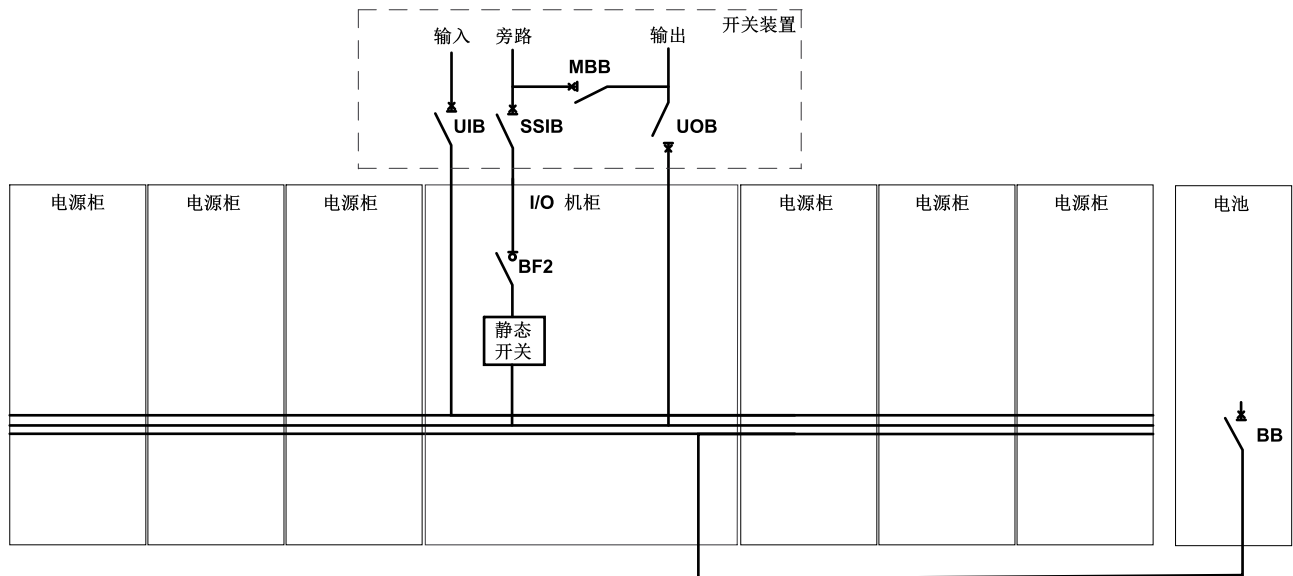 开关装置
输入
旁路
输出
MBB
UIB
SSIB
UOB
电源柜
电源柜
电源柜
I/O 机柜
电源柜
电源柜
电源柜
电池
BF2
静态
开关
BB